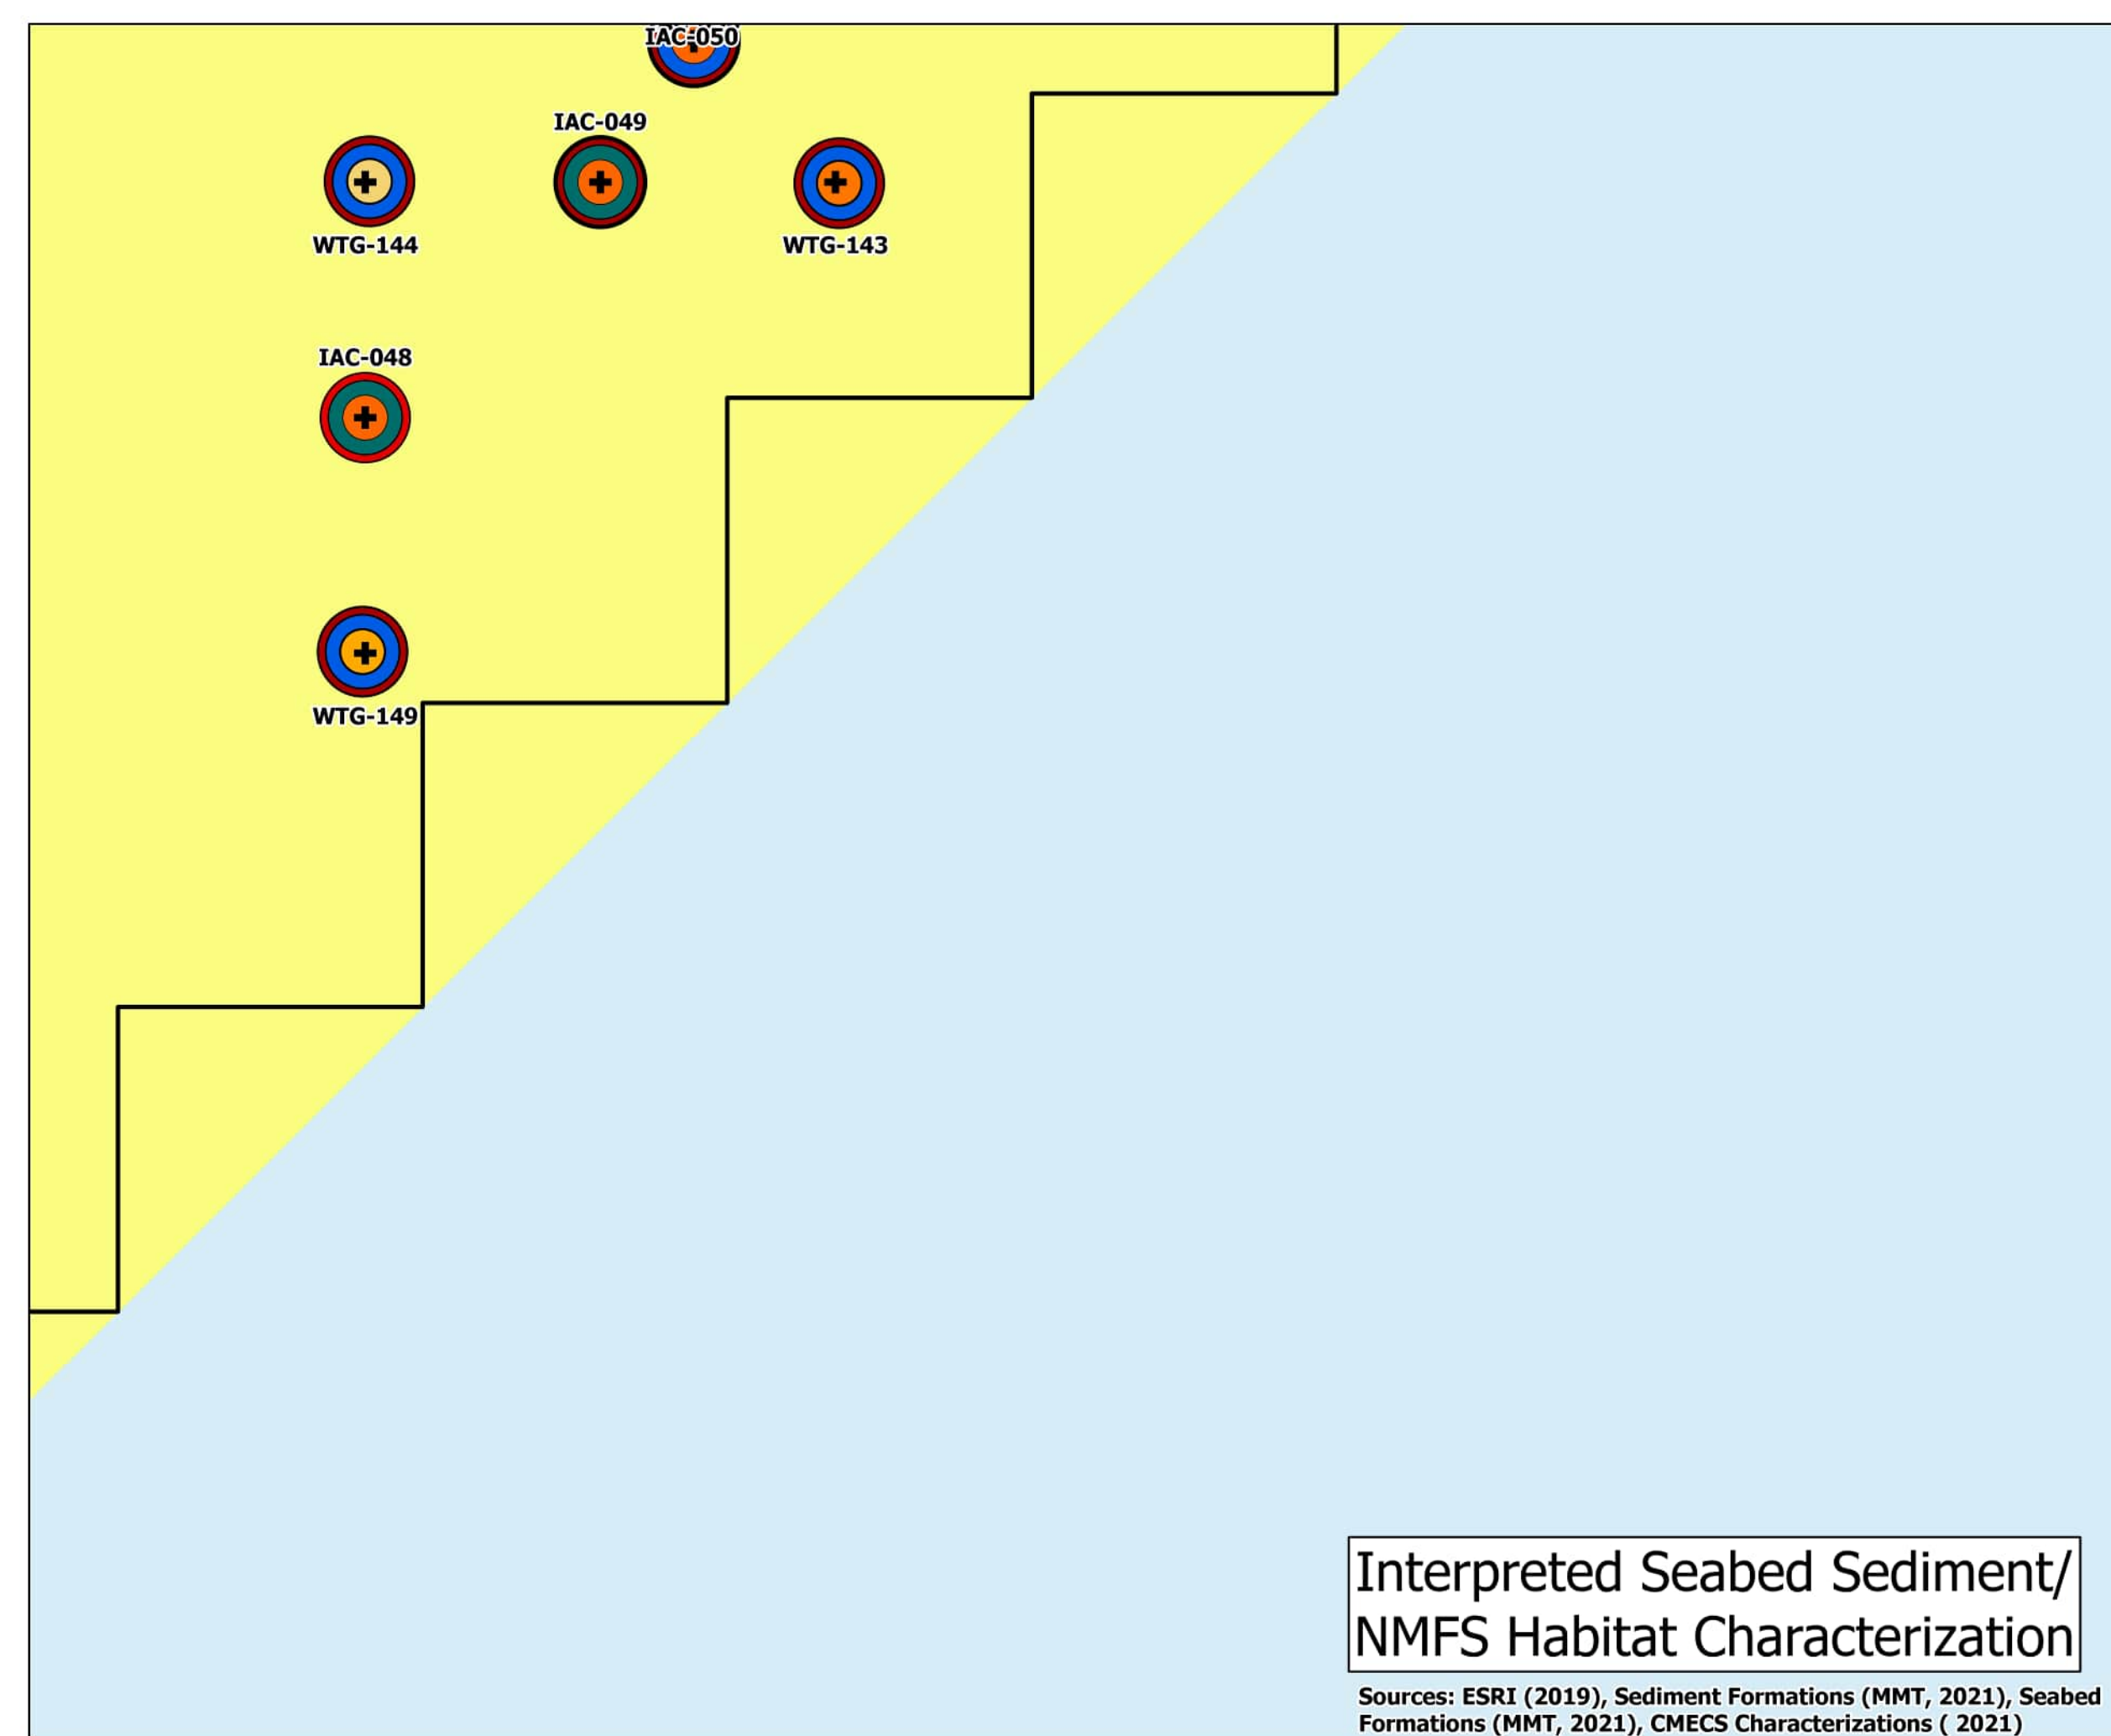 IAC-050
IAC-049
WTG-144
WTG-143
IAC-048
WTG-149
Interpreted Seabed Sediment/
NMFS Habitat Characterization
Sources: ESRI (2019), Sediment Formations (MMT, 2021), Seabed
Formations (MMT, 2021), CMECS Characterizations ( 2021)